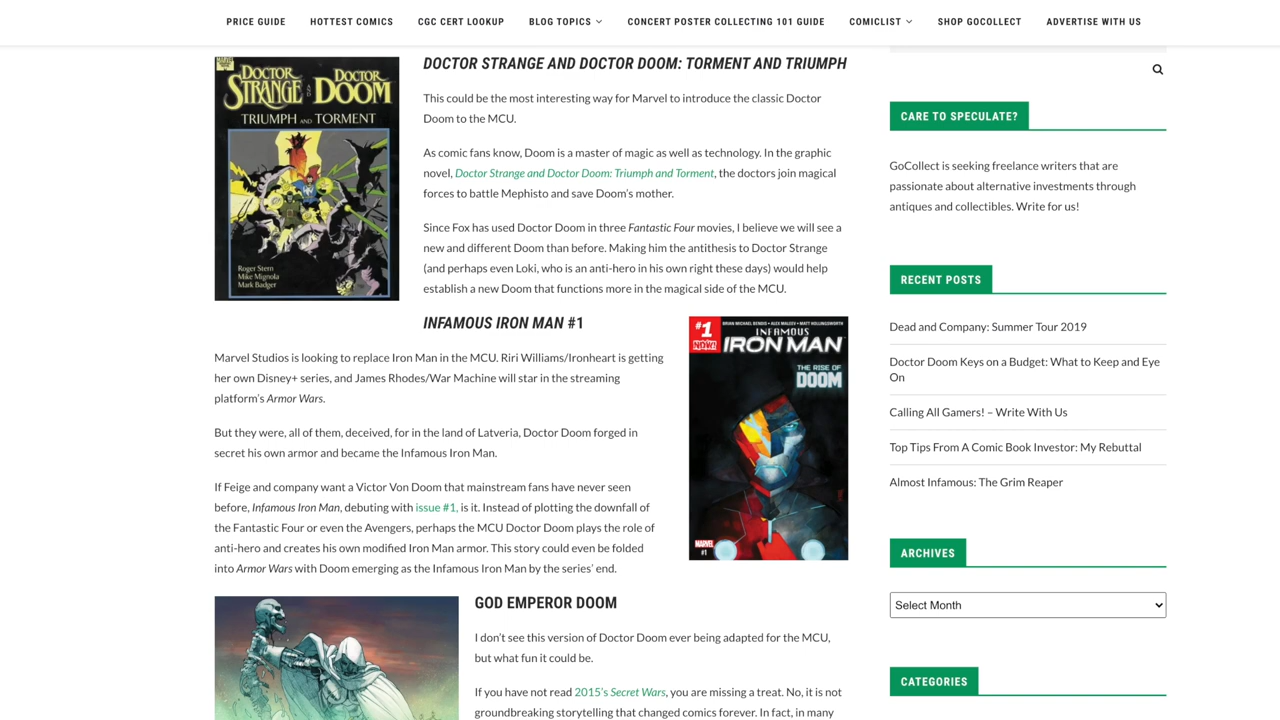 PRICE GUIDE
HOTTEST COMICS
CGC CERT LOOKUP
BLOG TOPICS
CONCERT POSTER COLLECTING 101 GUIDE
COMICLIST
SHOP GOCOLLECT
ADVERTISE WITH US
DOCTOR STRANGE AND DOCTOR DOOM
TRIUMPH AND TORMENT
Roger Stern
Mike Mignola
Mark Badger
DOCTOR STRANGE AND DOCTOR DOOM: TORMENT AND TRIUMPH
This could be the most interesting way for Marvel to introduce the classic Doctor
Doom to the MCU.
As comic fans know, Doom is a master of magic as well as technology. In the graphic
novel, Doctor Strange and Doctor Doom: Triumph and Torment, the doctors join magical
forces to battle Mephisto and save Doom's mother.
Since Fox has used Doctor Doom in three Fantastic Four movies, I believe we will see a
new and different Doom than before. Making him the antithesis to Doctor Strange
(and perhaps even Loki, who is an anti-hero in his own right these days) would help
establish a new Doom that functions more in the magical side of the MCU.
INFAMOUS IRON MAN #1
Marvel Studios is looking to replace Iron Man in the MCU. Riri Williams/Ironheart is getting
her own Disney+ series, and James Rhodes/War Machine will star in the streaming
platform's Armor Wars.
But they were, all of them, deceived, for in the land of Latveria, Doctor Doom forged in
secret his own armor and became the Infamous Iron Man.
If Feige and company want a Victor Von Doom that mainstream fans have never seen
before, Infamous Iron Man, debuting with issue #1, is it. Instead of plotting the downfall of
the Fantastic Four or even the Avengers, perhaps the MCU Doctor Doom plays the role of
anti-hero and creates his own modified Iron Man armor. This story could even be folded
into Armor Wars with Doom emerging as the Infamous Iron Man by the series' end.
#1
NOW!
BRIAN MICHAEL BENDIS • ALEX MALEEV • MATT HOLLINGSWORTH
INFAMOUS
IRON MAN
THE RISE OF
DOOM
MARVEL
#1
GOD EMPEROR DOOM
I don't see this version of Doctor Doom ever being adapted for the MCU,
but what fun it could be.
If you have not read 2015's Secret Wars, you are missing a treat. No, it is not
groundbreaking storytelling that changed comics forever. In fact, in many
CARE TO SPECULATE?
GoCollect is seeking freelance writers that are
passionate about alternative investments through
antiques and collectibles. Write for us!
RECENT POSTS
Dead and Company: Summer Tour 2019
Doctor Doom Keys on a Budget: What to Keep and Eye
On
Calling All Gamers! – Write With Us
Top Tips From A Comic Book Investor: My Rebuttal
Almost Infamous: The Grim Reaper
ARCHIVES
Select Month
CATEGORIES